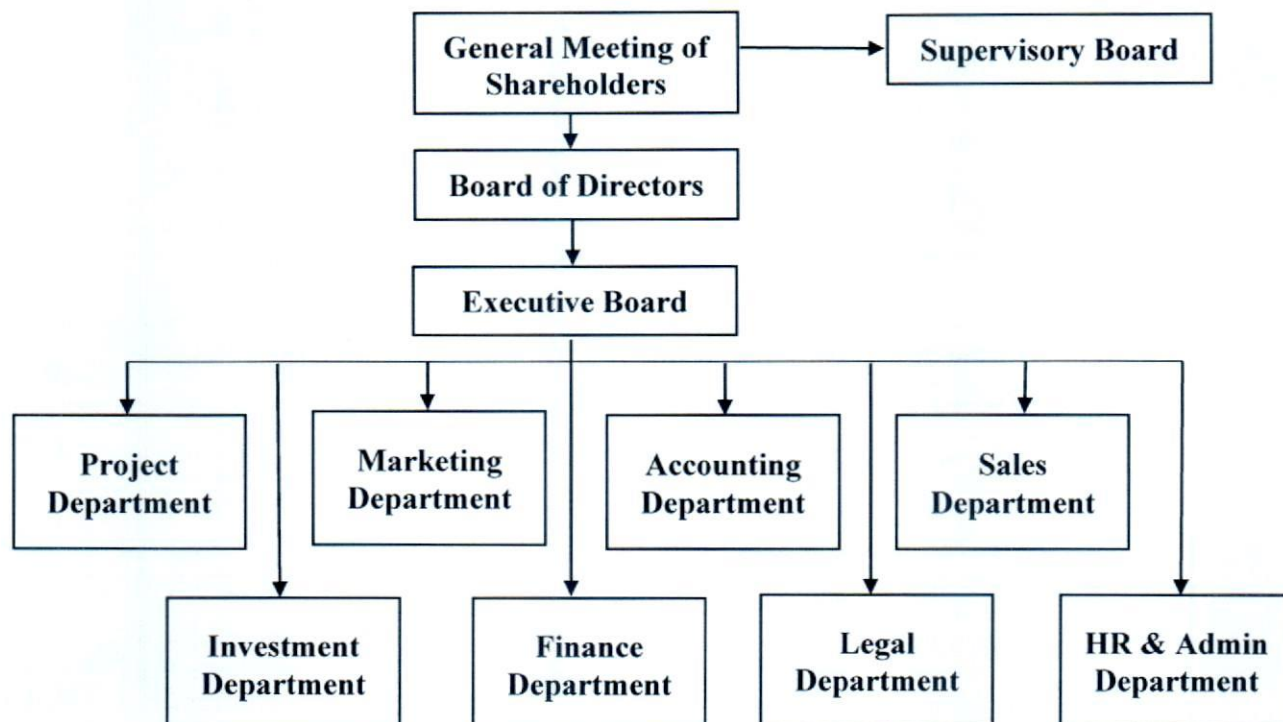 General Meeting of
Shareholders
Supervisory Board
Board of Directors
Executive Board
Project
Department
Marketing
Department
Accounting
Department
Sales
Department
Investment
Department
Finance
Department
Legal
Department
HR & Admin
Department